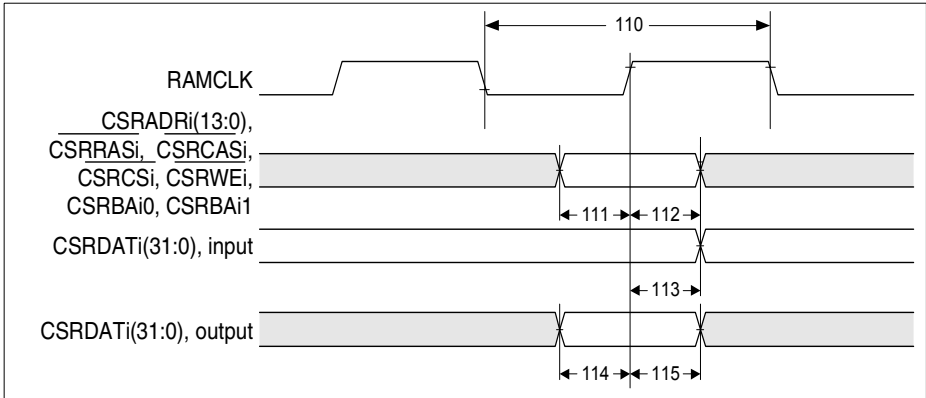 110
RAMCLK
CSRADRi(13:0),
CSRRASi, CSRCASi,
CSRCSi, CSRWEi,
CSRBAi0, CSRBAi1
111
112
CSRDATi(31:0), input
113
CSRDATi(31:0), output
114
115